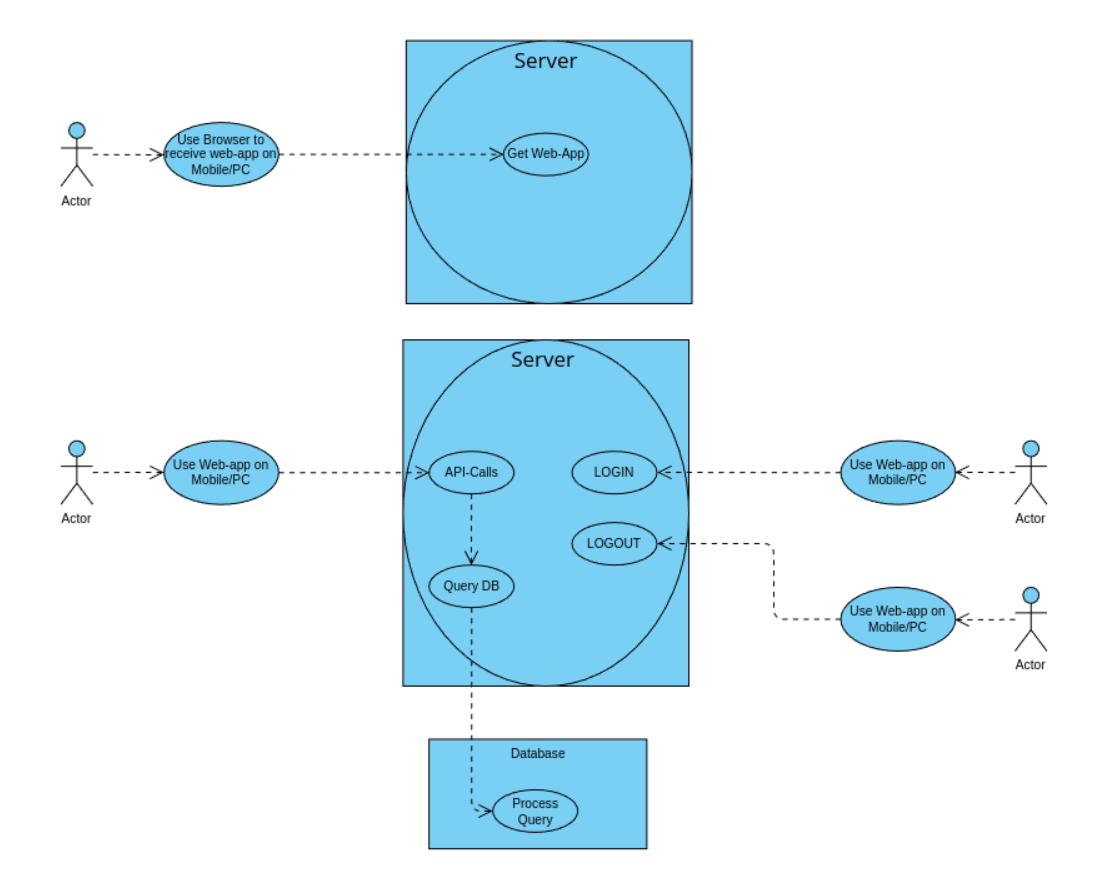 Server
Use Browser to
receive web-app on
Mobile/PC
Get Web-App
Actor
Server
Use Web-app on
Mobile/PC
API-Calls
LOGIN
Use Web-app on
Mobile/PC
Actor
Actor
LOGOUT
Query DB
Use Web-app on
Mobile/PC
Actor
Database
Process
Query